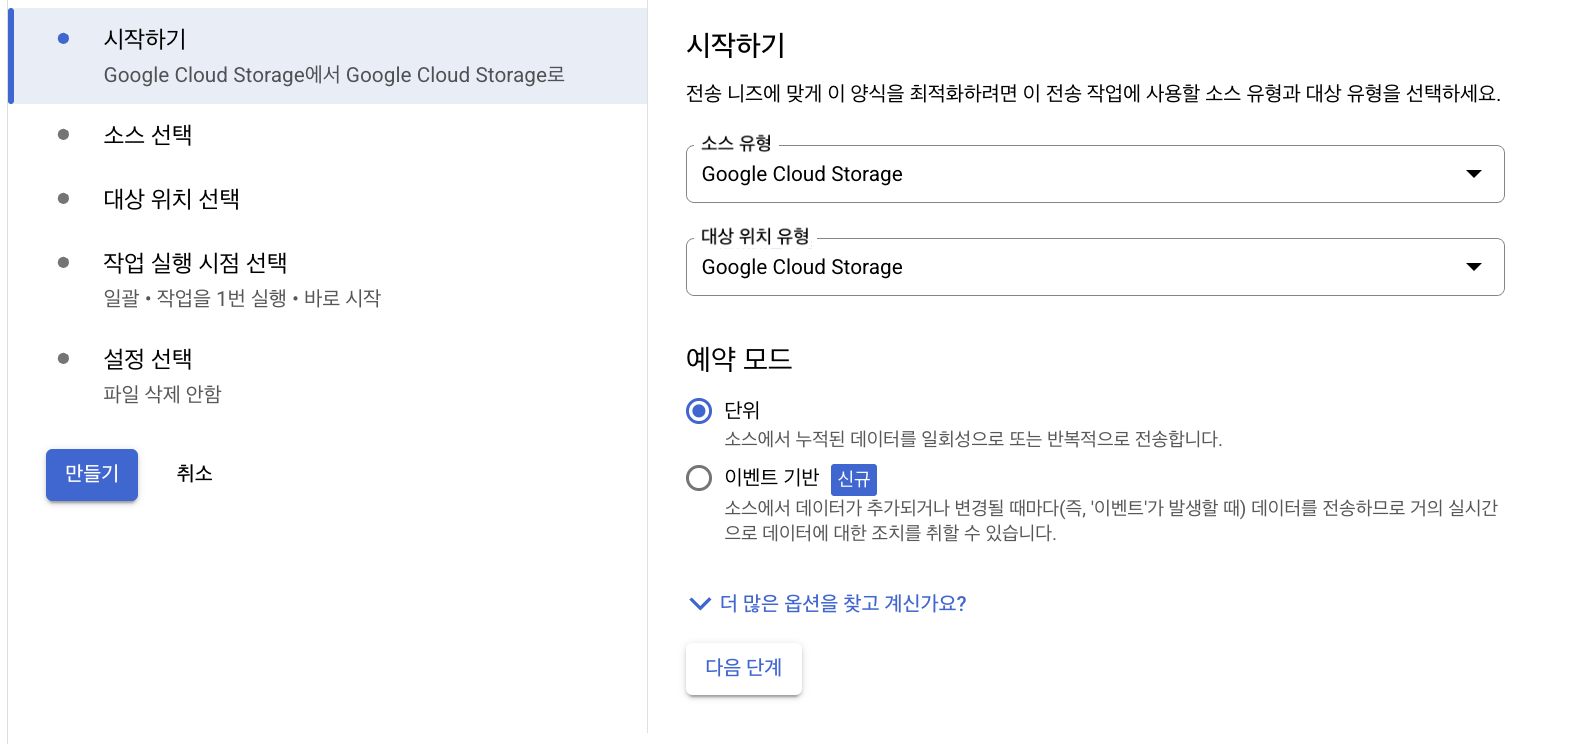 시작하기
Google Cloud Storage에서 Google Cloud Storage로
소스 선택
대상 위치 선택
작업 실행 시점 선택
일괄 • 작업을 1번 실행 • 바로 시작
설정 선택
파일 삭제 안함
만들기 취소
시작하기
전송 니즈에 맞게 이 양식을 최적화하려면 이 전송 작업에 사용할 소스 유형과 대상 유형을 선택하세요.
소스 유형
Google Cloud Storage
대상 위치 유형
Google Cloud Storage
예약 모드
단위
소스에서 누적된 데이터를 일회성으로 또는 반복적으로 전송합니다.
이벤트 기반 신규
소스에서 데이터가 추가되거나 변경될 때마다(즉, '이벤트'가 발생할 때) 데이터를 전송하므로 거의 실시간
으로 데이터에 대한 조치를 취할 수 있습니다.
더 많은 옵션을 찾고 계신가요?
다음 단계